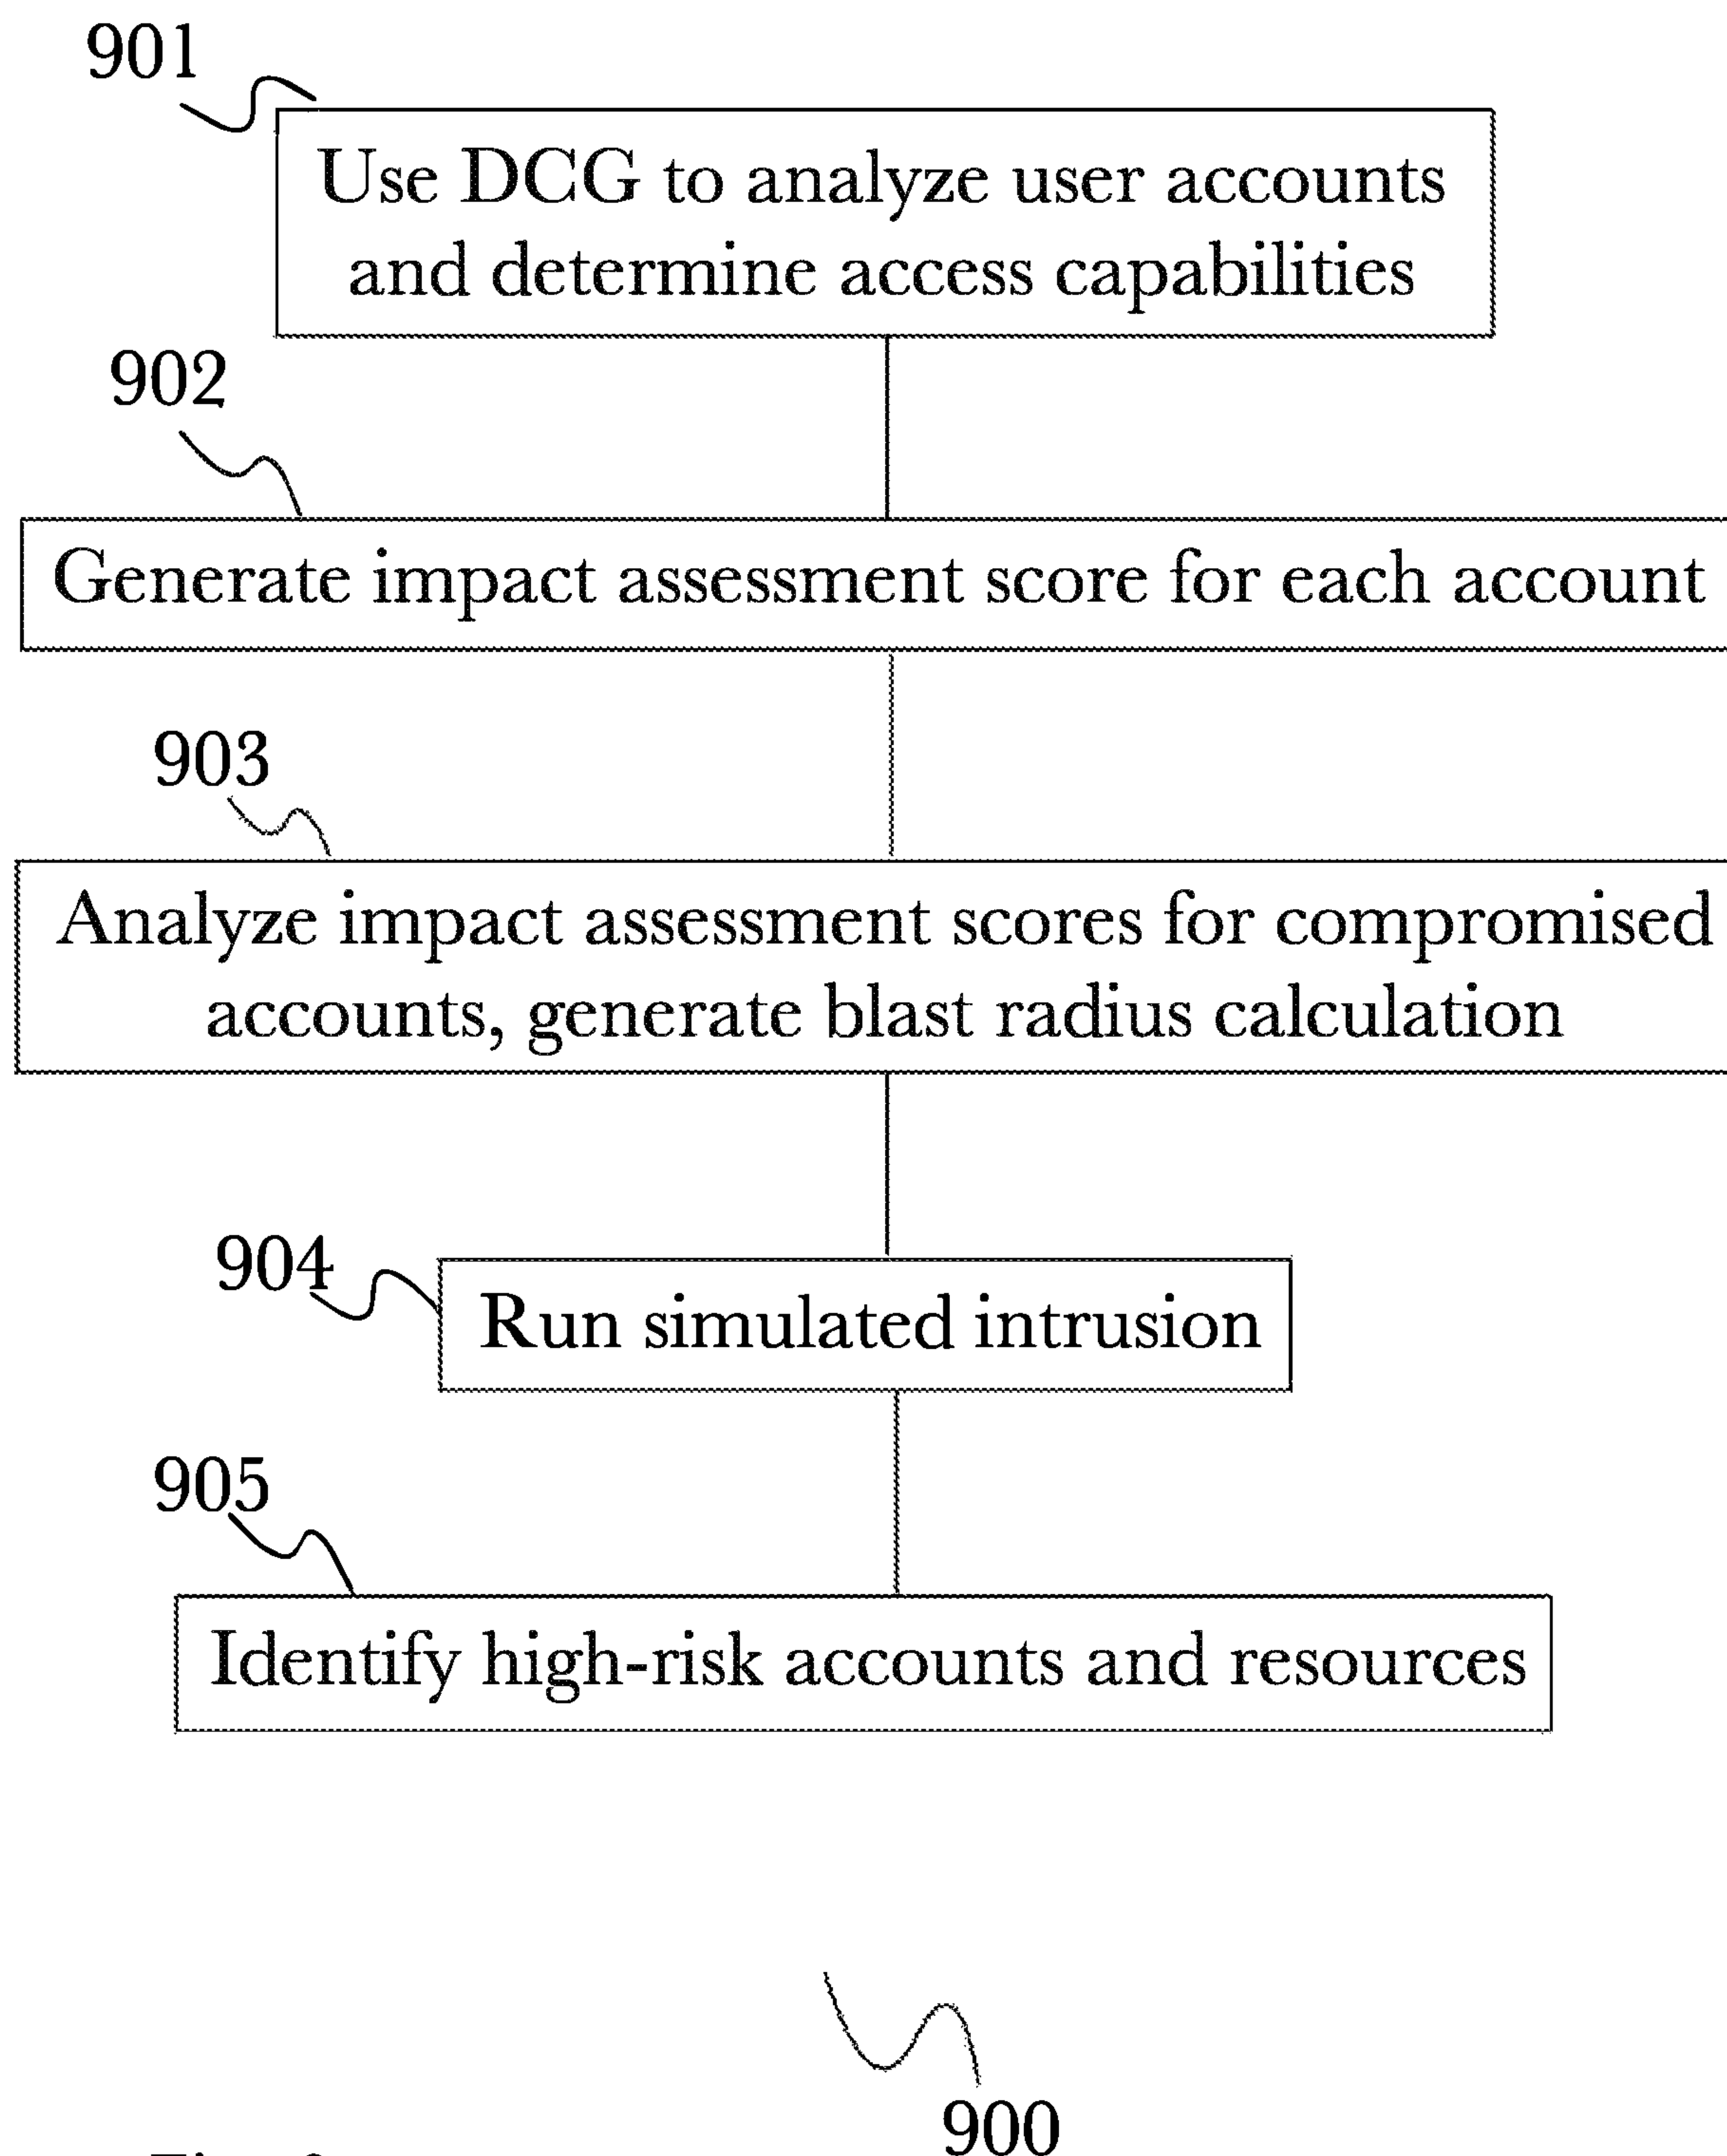 901
Use DCG to analyze user accounts
and determine access capabilities
902
Generate impact assessment score for each account
903
Analyze impact assessment scores for compromised
accounts, generate blast radius calculation
904
Run simulated intrusion
905
Identify high-risk accounts and resources
900